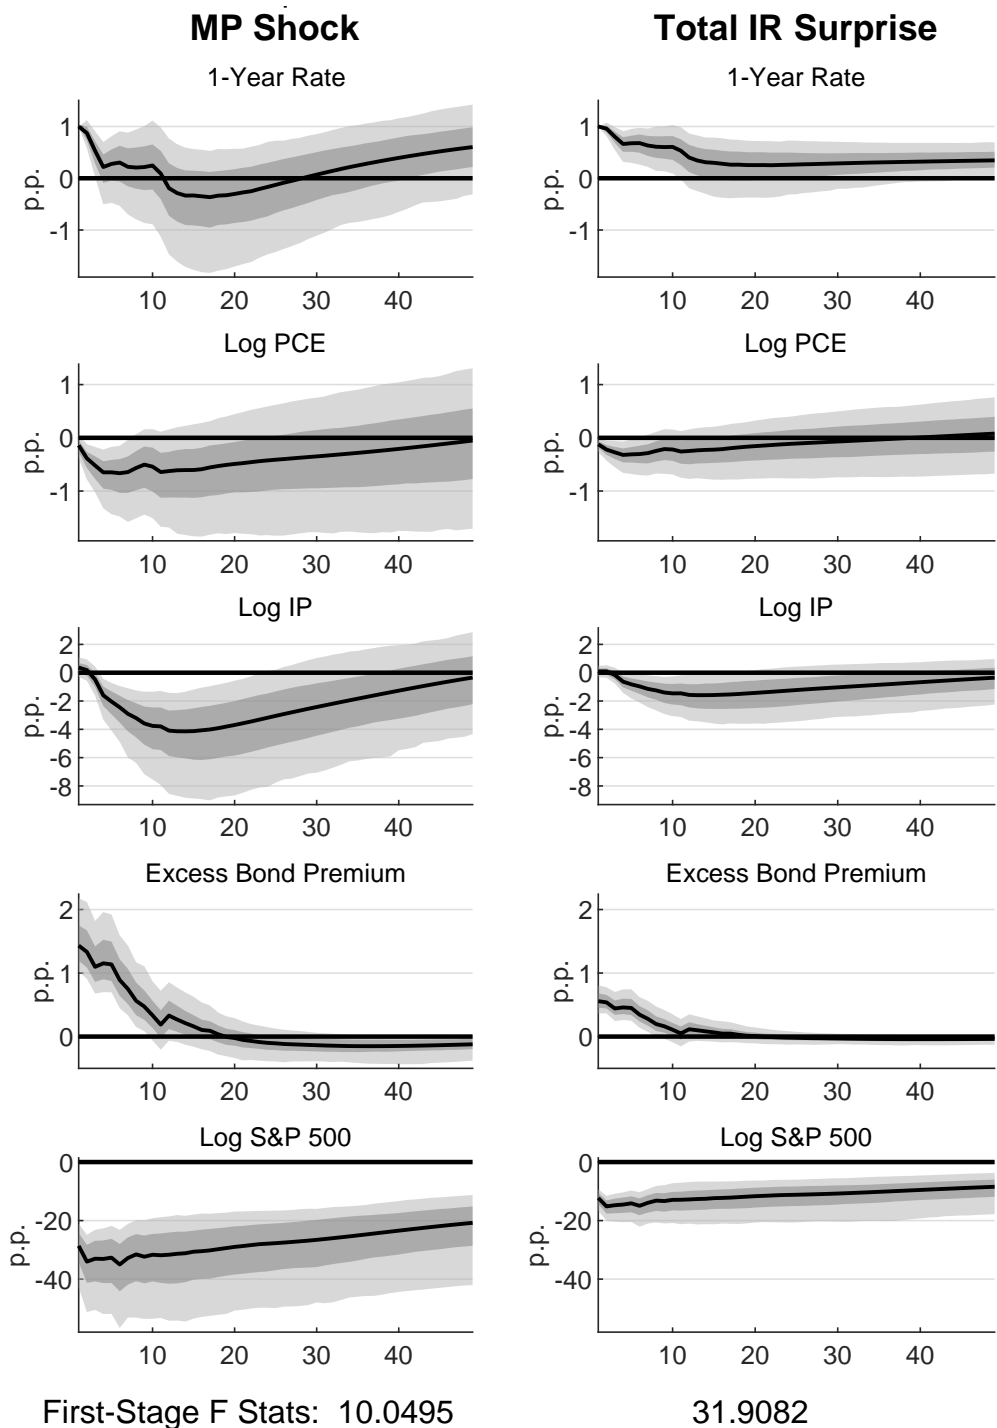 MP Shock
Total IR Surprise
1-Year Rate
1-Year Rate
p.p.
1
0
-1
10 20 30 40
p.p.
1
0
-1
10 20 30 40
Log PCE
Log PCE
p.p.
1
0
-1
10 20 30 40
p.p.
1
0
-1
10 20 30 40
Log IP
Log IP
p.p.
2
0
-2
-4
-6
-8
10 20 30 40
p.p.
2
0
-2
-4
-6
-8
10 20 30 40
Excess Bond Premium
Excess Bond Premium
p.p.
2
1
0
10 20 30 40
p.p.
2
1
0
10 20 30 40
Log S&P 500
Log S&P 500
p.p.
0
-20
-40
10 20 30 40
p.p.
0
-20
-40
10 20 30 40
First-Stage F Stats: 10.0495 31.9082